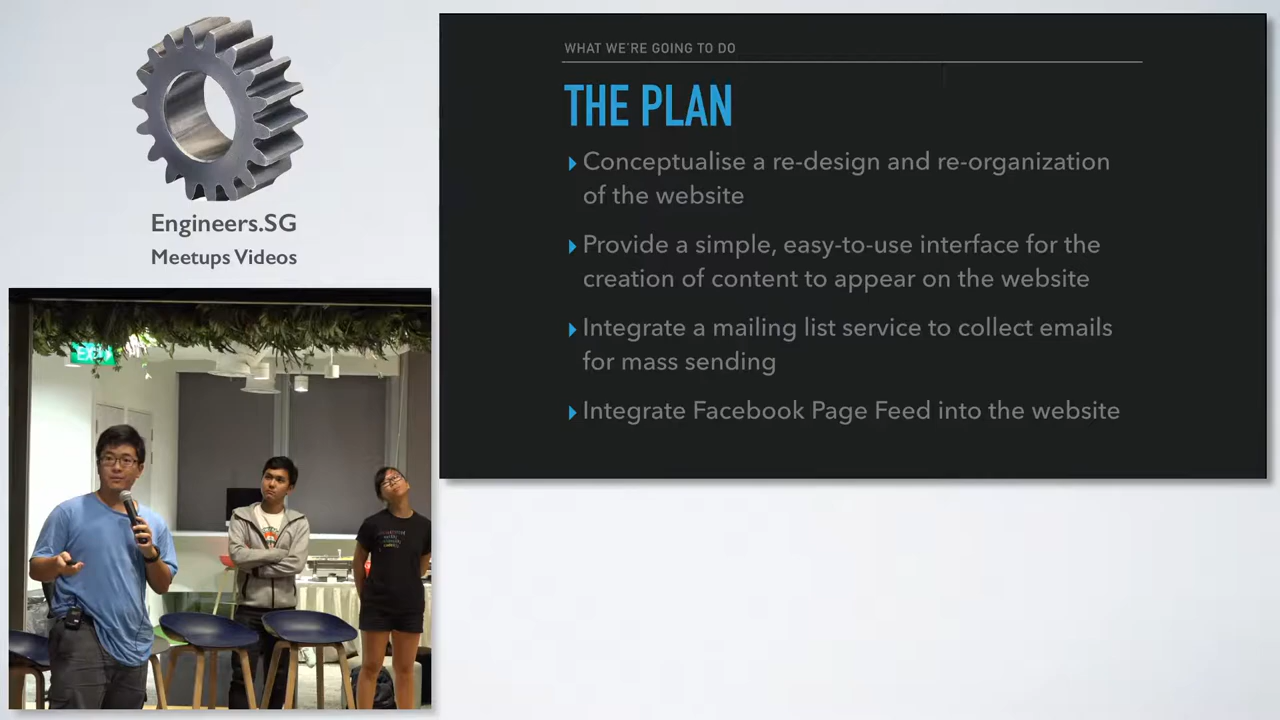 Engineers.SG
Meetups Videos
EXIT
WHAT WE'RE GOING TO DO
THE PLAN
Conceptualise a re-design and re-organization
of the website
Provide a simple, easy-to-use interface for the
creation of content to appear on the website
Integrate a mailing list service to collect emails
for mass sending
Integrate Facebook Page Feed into the website